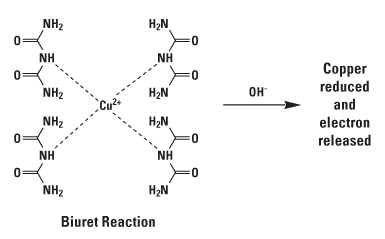 NH₂
O
NH
O
NH₂
NH₂
O
NH
O
NH₂
Cu²⁺
H₂N
O
NH
O
H₂N
H₂N
O
NH
O
H₂N
OH⁻
Copper
reduced
and
electron
released
Biuret Reaction